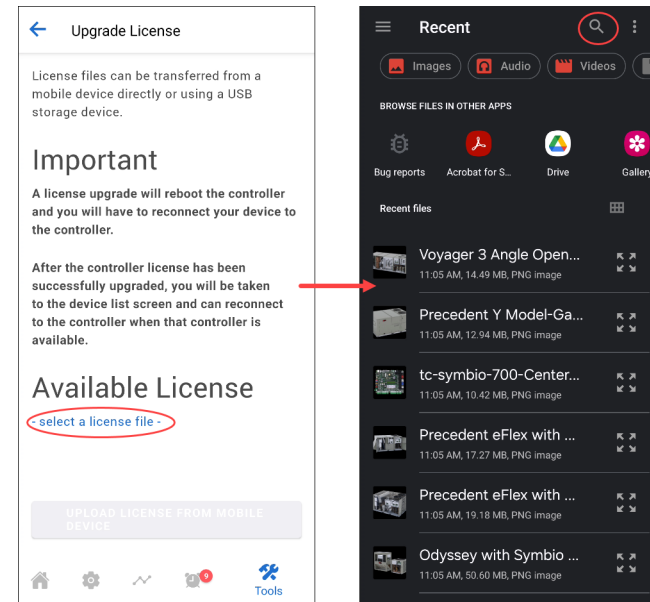 Upgrade License
License files can be transferred from a
mobile device directly or using a USB
storage device.
Important
A license upgrade will reboot the controller
and you will have to reconnect your device to
the controller.
After the controller license has been
successfully upgraded, you will be taken
to the device list screen and can reconnect
to the controller when that controller is
available.
Available License
- select a license file -
UPLOAD LICENSE FROM MOBILE
DEVICE
9
Tools
Recent
Images
Audio
Videos
BROWSE FILES IN OTHER APPS
Bug reports
Acrobat for S...
Drive
Gallery
Recent files
Voyager 3 Angle Open...
11:05 AM, 14.49 MB, PNG image
Precedent Y Model-Ga...
11:05 AM, 12.94 MB, PNG image
tc-symbio-700-Center...
11:05 AM, 10.42 MB, PNG image
Precedent eFlex with ...
11:05 AM, 17.27 MB, PNG image
Precedent eFlex with ...
11:05 AM, 19.18 MB, PNG image
Odyssey with Symbio ...
11:05 AM, 50.60 MB, PNG image